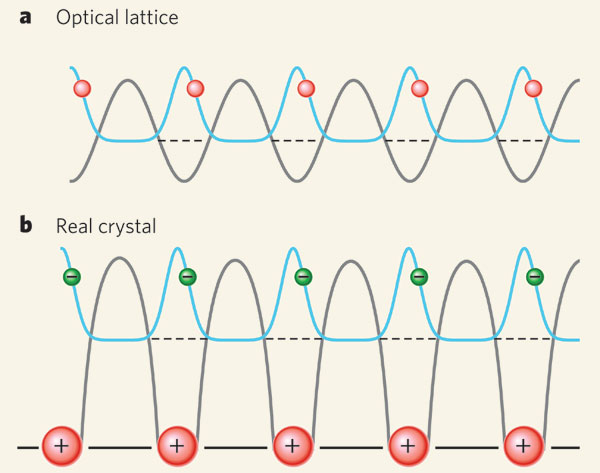 a Optical lattice
b Real crystal
− − − − −
+ + + + +